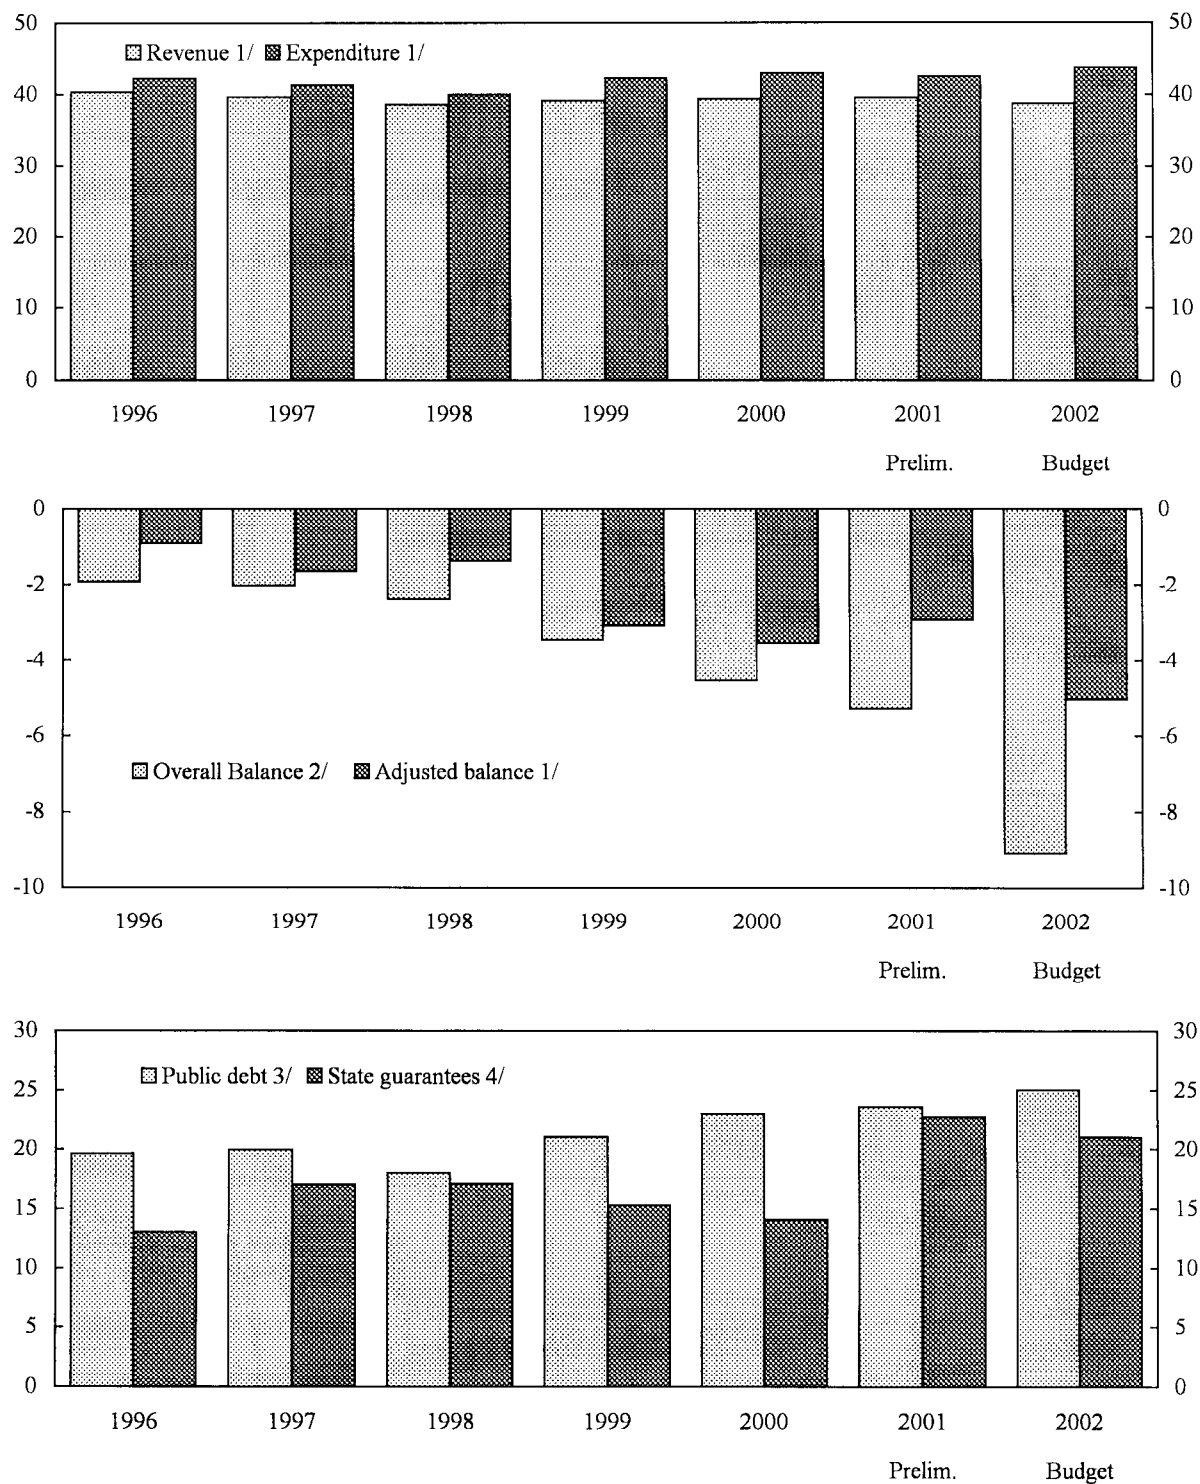 50 50
Revenue 1/ Expenditure 1/
40 40
30 30
20 20
10 10
0 0
1996 1997 1998 1999 2000 2001 2002
Prelim. Budget
0 0
-2 -2
-4 -4
-6 -6
Overall Balance 2/ Adjusted balance 1/
-8 -8
-10 -10
1996 1997 1998 1999 2000 2001 2002
Prelim. Budget
30 30
Public debt 3/ State guarantees 4/
25 25
20 20
15 15
10 10
5 5
0 0
1996 1997 1998 1999 2000 2001 2002
Prelim. Budget